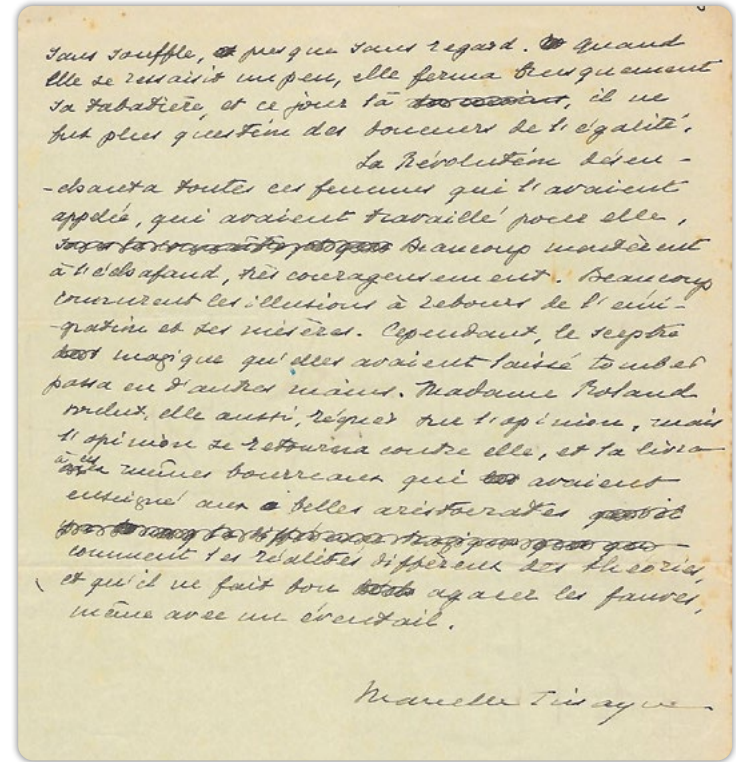 sans souffle, presque sans regard. Quand
elle se ressaisit un peu, elle ferma brusquement
sa tabatière, et ce jour là, il ne
fut plus question des douceurs de l'égalité.
La Révolution désen-
-chanta toutes ces femmes qui l'avaient
appelée, qui avaient travaillé pour elle,
Beaucoup montèrent
à l'échafaud, très courageusement. Beaucoup
connurent les illusions à rebours de l'émi-
-gration et ses misères. Cependant, le sceptre
magique qu'elles avaient laissé tomber
passa en d'autres mains. Madame Roland
voulut, elle aussi, régner sur l'opinion, mais
l'opinion se retourna contre elle, et la livra
à ces mêmes bourreaux qui avaient
enseigné aux belles aristocrates
comment les réalités diffèrent des théories,
et qu'il ne fait bon agacer les fauves,
même avec un éventail.
Marcelle Tinayre